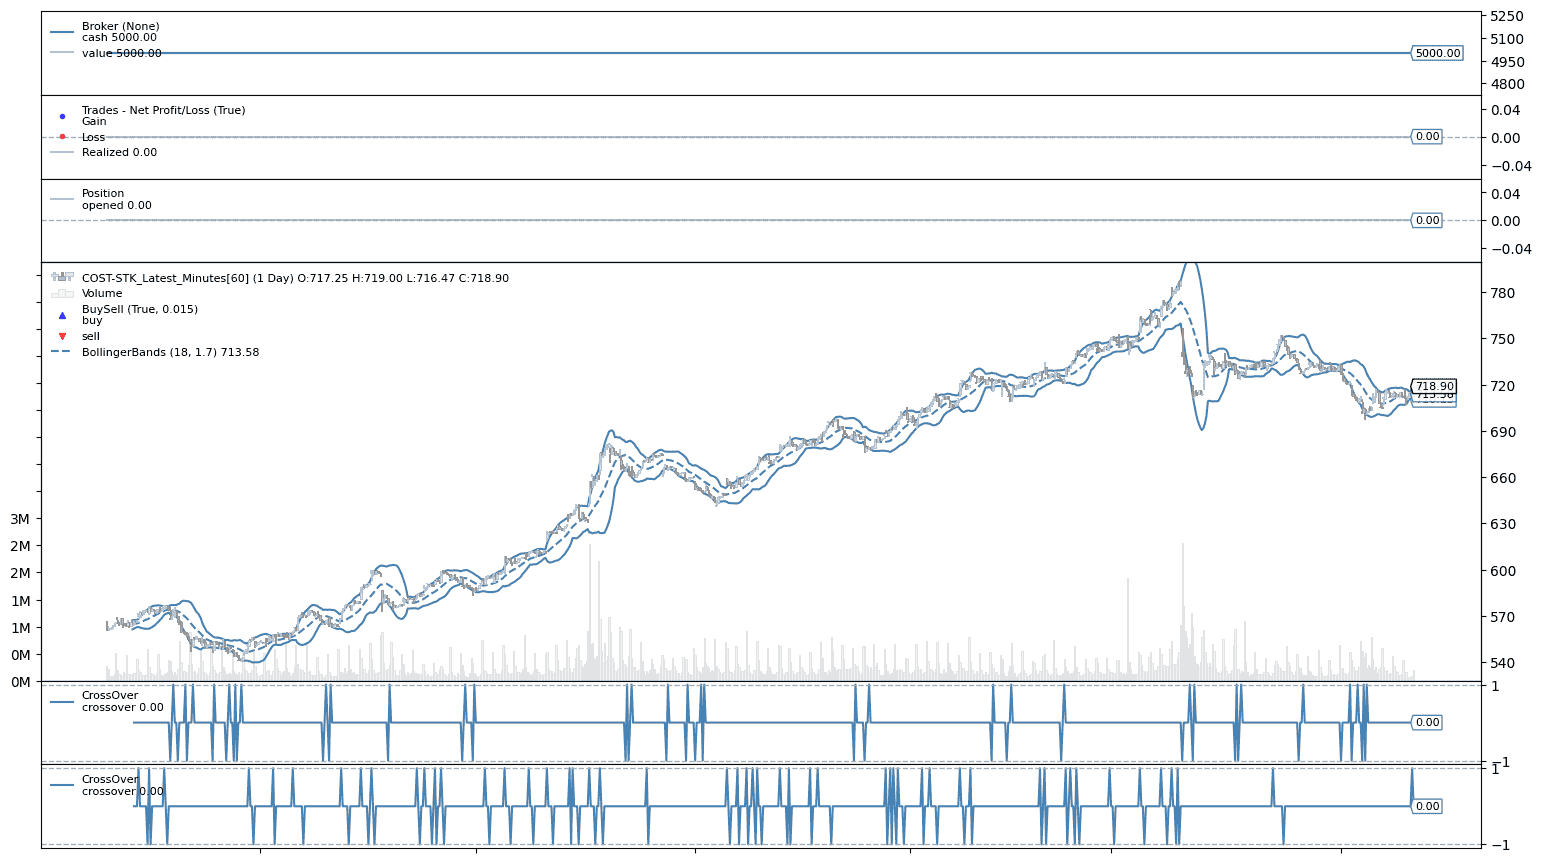 Broker (None)
cash 5000.00
value 5000.00
5250
5100
4950
4800
5000.00
Trades - Net Profit/Loss (True)
Gain
Loss
Realized 0.00
0.04
0.00
−0.04
0.00
Position
opened 0.00
0.04
0.00
−0.04
0.00
COST-STK_Latest_Minutes[60] (1 Day) O:717.25 H:719.00 L:716.47 C:718.90
Volume
BuySell (True, 0.015)
buy
sell
BollingerBands (18, 1.7) 713.58
780
750
720
690
660
630
600
570
540
718.90
713.58
3M
2M
2M
1M
1M
0M
0M
CrossOver
crossover 0.00
1
−1
0.00
CrossOver
crossover 0.00
1
−1
0.00